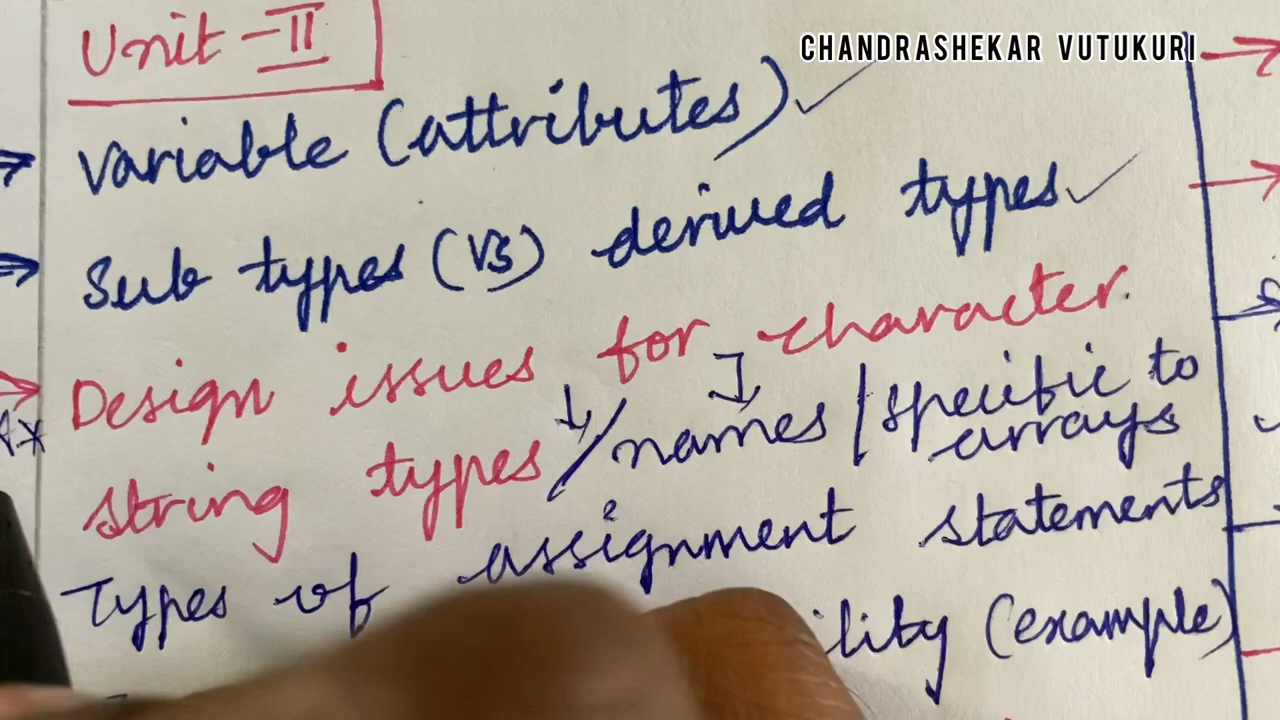 Unit-II
CHANDRASHEKAR VUTUKURI
Variable (attributes) ✓
Sub types (VS) derived types ✓
Design issues for character
string types / names / specific to
arrays
Types of assignment statements
(example)